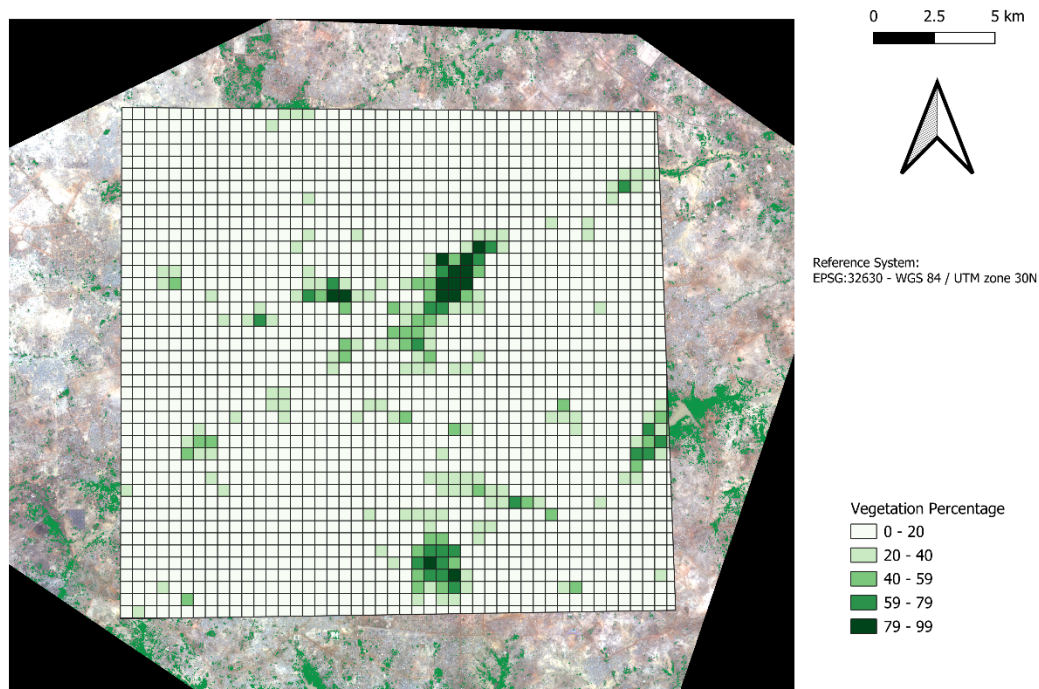 0 2.5 5 km
Reference System:
EPSG:32630 - WGS 84 / UTM zone 30N
Vegetation Percentage
0 - 20
20 - 40
40 - 59
59 - 79
79 - 99